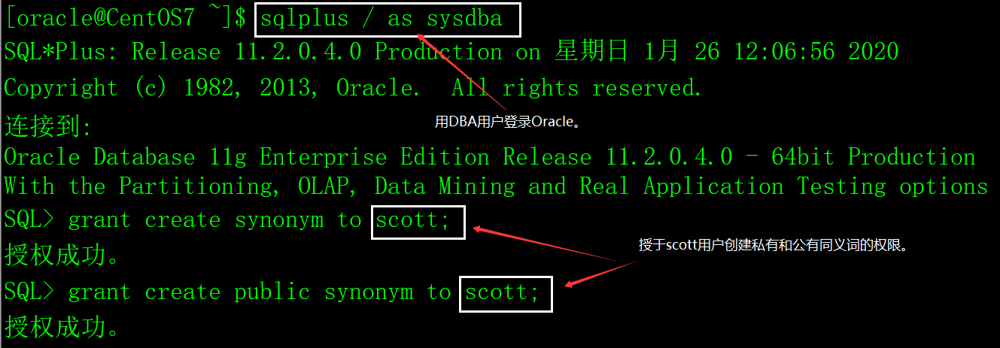 [oracle@CentOS7 ~]$ sqlplus / as sysdba
SQL*Plus: Release 11.2.0.4.0 Production on 星期日 1月 26 12:06:56 2020
Copyright (c) 1982, 2013, Oracle.  All rights reserved.
用DBA用户登录Oracle。
连接到:
Oracle Database 11g Enterprise Edition Release 11.2.0.4.0 - 64bit Production
With the Partitioning, OLAP, Data Mining and Real Application Testing options
SQL> grant create synonym to scott;
授于scott用户创建私有和公有同义词的权限。
授权成功。
SQL> grant create public synonym to scott;
授权成功。